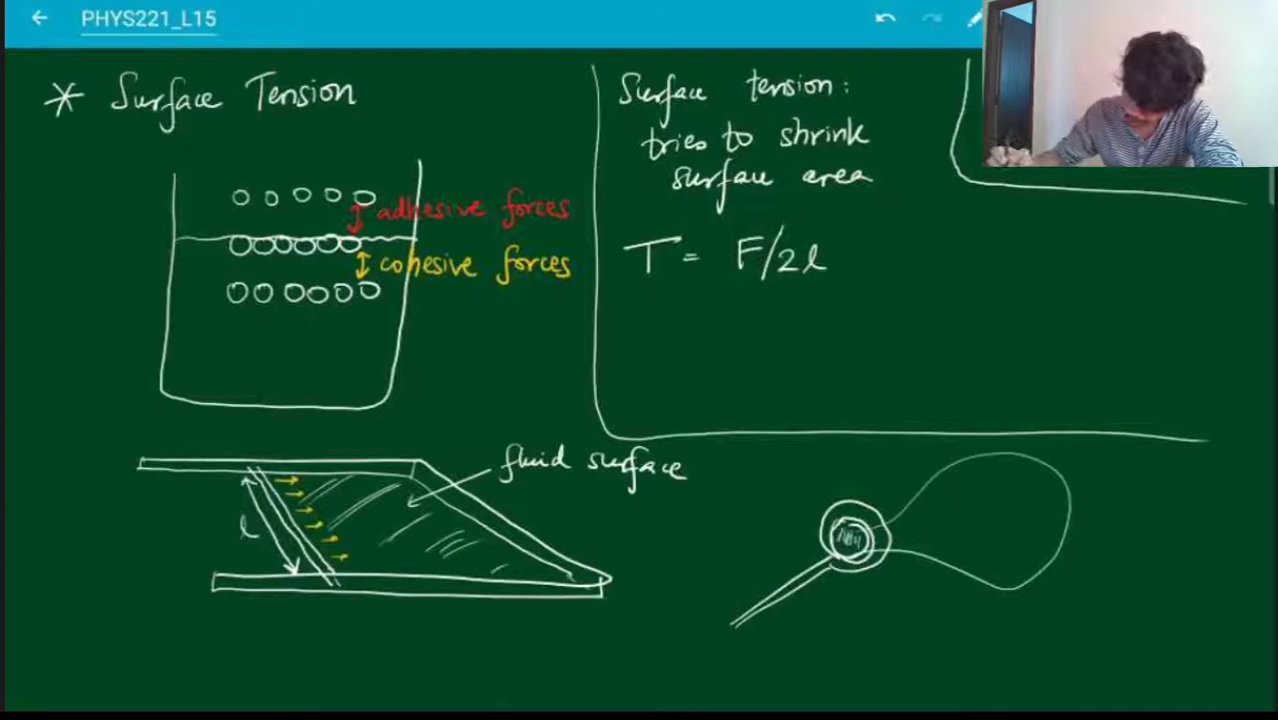 PHYS221_L15
* Surface Tension
adhesive forces
cohesive forces
Surface tension:
tries to shrink
surface area
T = F/2l
fluid surface
l